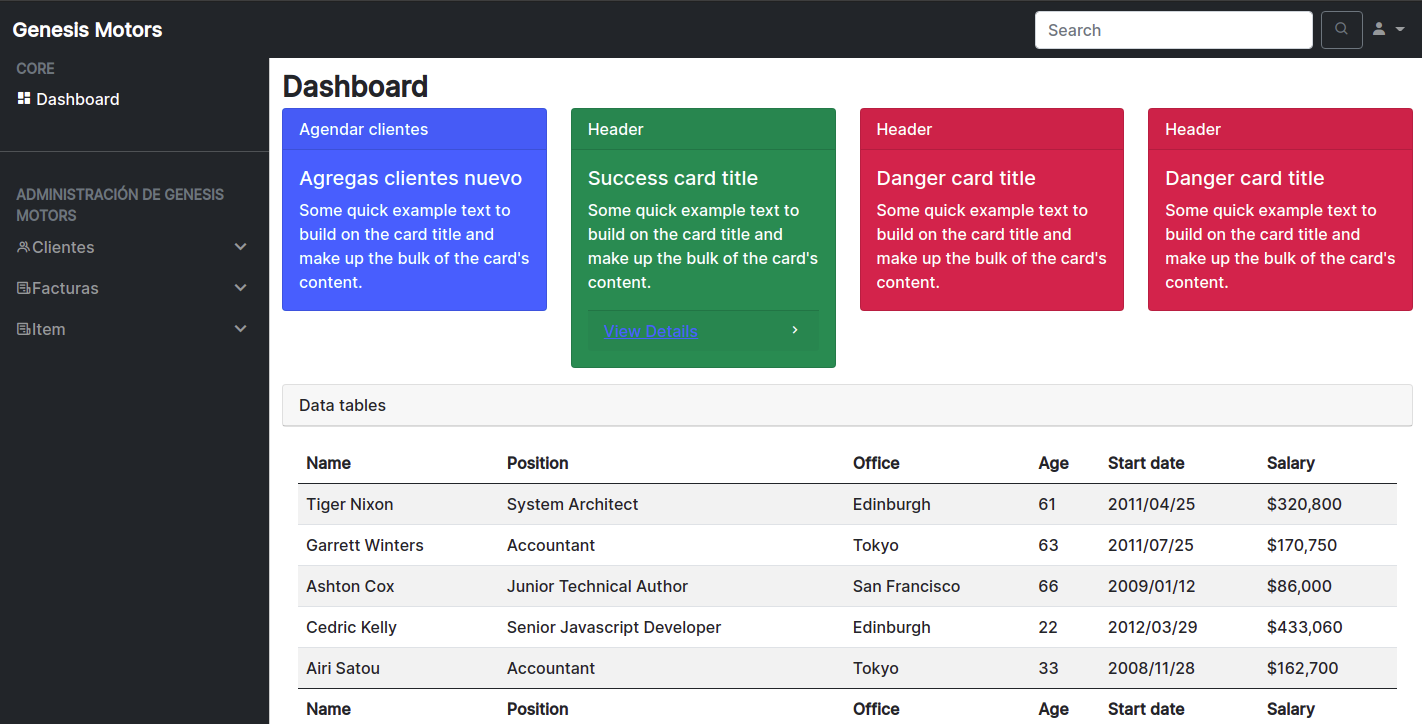 Genesis Motors
Search
CORE
Dashboard
ADMINISTRACIÓN DE GENESIS
MOTORS
Clientes
Facturas
Item
Dashboard
Agendar clientes
Agregas clientes nuevo
Some quick example text to
build on the card title and
make up the bulk of the card's
content.
Header
Success card title
Some quick example text to
build on the card title and
make up the bulk of the card's
content.
View Details
Header
Danger card title
Some quick example text to
build on the card title and
make up the bulk of the card's
content.
Header
Danger card title
Some quick example text to
build on the card title and
make up the bulk of the card's
content.
Data tables
Name Position Office Age Start date Salary
Tiger Nixon System Architect Edinburgh 61 2011/04/25 $320,800
Garrett Winters Accountant Tokyo 63 2011/07/25 $170,750
Ashton Cox Junior Technical Author San Francisco 66 2009/01/12 $86,000
Cedric Kelly Senior Javascript Developer Edinburgh 22 2012/03/29 $433,060
Airi Satou Accountant Tokyo 33 2008/11/28 $162,700
Name Position Office Age Start date Salary